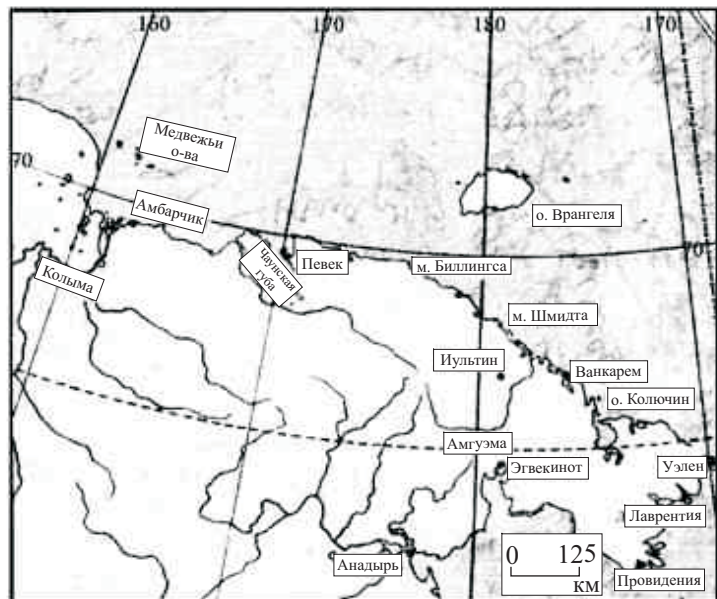 160
170
180
170
Медвежьи
о-ва
70
Амбарчик
о. Врангеля
Колыма
Чаунская
губа
Певек
м. Биллингса
70
м. Шмидта
Иультин
Ванкарем
о. Колючин
Амгуэма
Эгвекинот
Уэлен
Лаврентия
0 125
км
Анадырь
Провидения